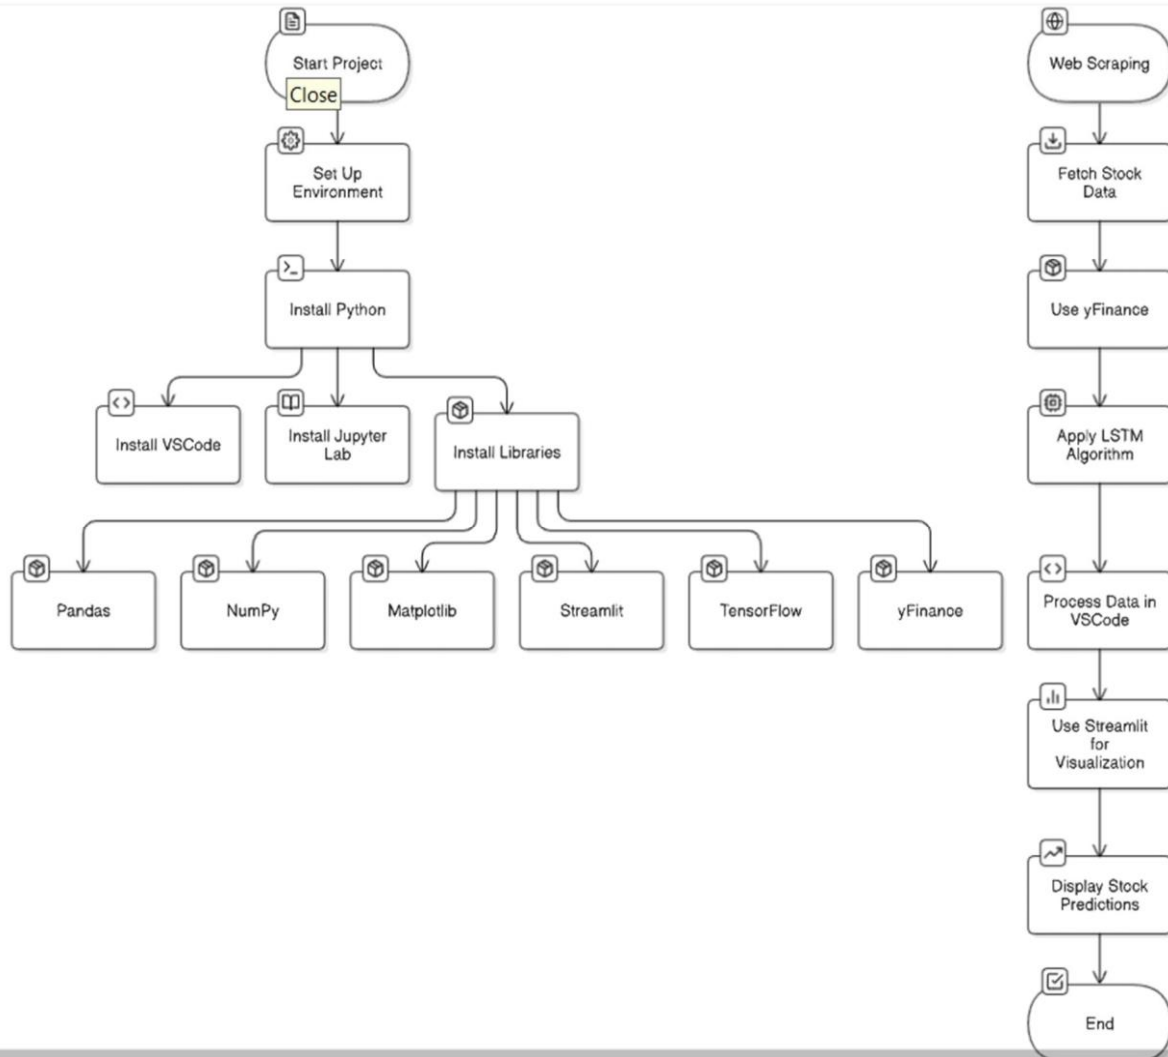 Start Project
Close
Set Up
Environment
Install Python
Install VSCode
Install Jupyter
Lab
Install Libraries
Pandas
NumPy
Matplotlib
Streamlit
TensorFlow
yFinance
Web Scraping
Fetch Stock
Data
Use yFinance
Apply LSTM
Algorithm
Process Data in
VSCode
Use Streamlit
for
Visualization
Display Stock
Predictions
End